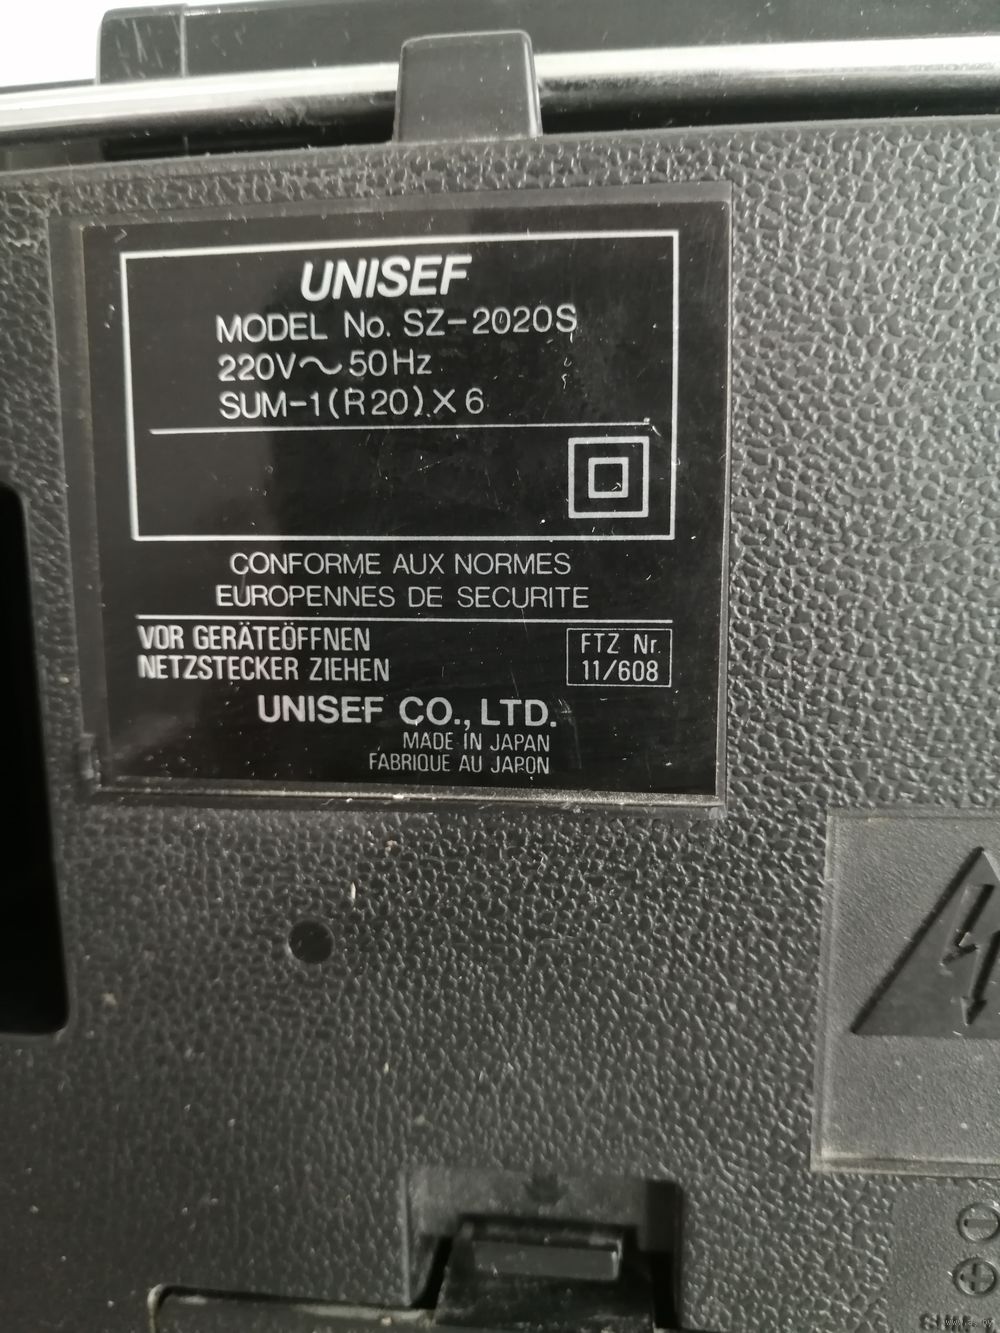 UNISEF
MODEL No. SZ-2020S
220V~50Hz
SUM-1(R20)X6
CONFORME AUX NORMES
EUROPENNES DE SECURITE
VOR GERÄTEÖFFNEN
NETZSTECKER ZIEHEN
FTZ Nr.
11/608
UNISEF CO., LTD.
MADE IN JAPAN
FABRIQUE AU JAPON